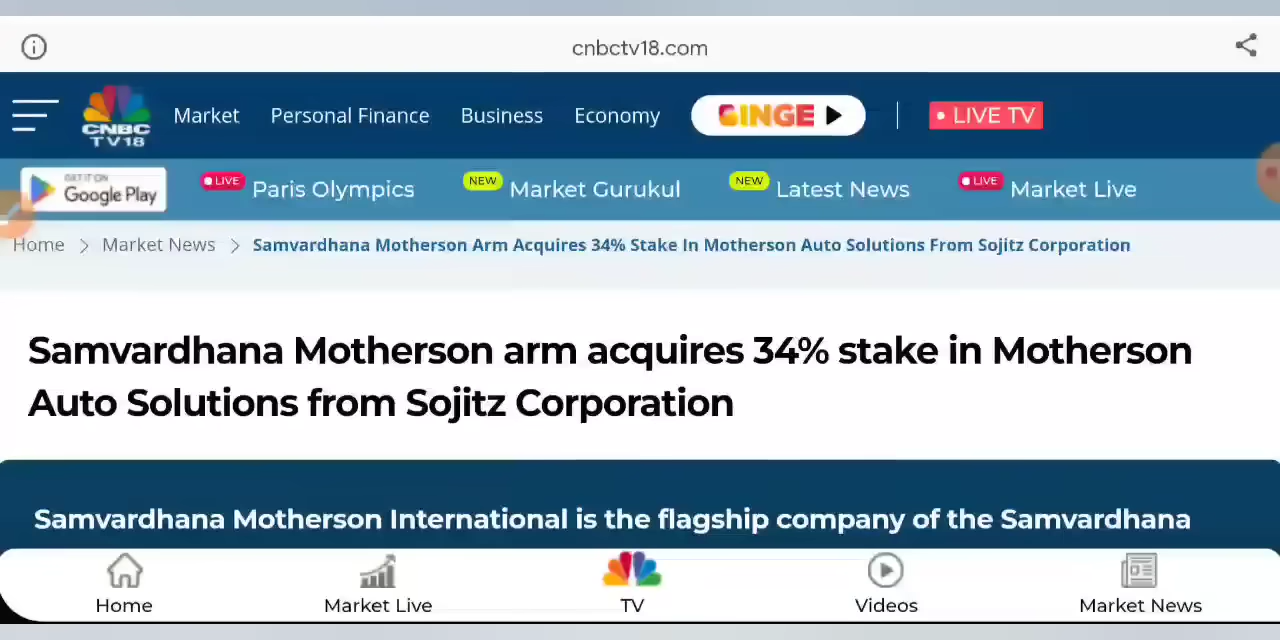 cnbctv18.com
CNBC
TV18
Market Personal Finance Business Economy BINGE LIVE TV
GET IT ON
Google Play
LIVE Paris Olympics NEW Market Gurukul NEW Latest News LIVE Market Live
Home > Market News > Samvardhana Motherson Arm Acquires 34% Stake In Motherson Auto Solutions From Sojitz Corporation
Samvardhana Motherson arm acquires 34% stake in Motherson
Auto Solutions from Sojitz Corporation
Samvardhana Motherson International is the flagship company of the Samvardhana
Home Market Live TV Videos Market News